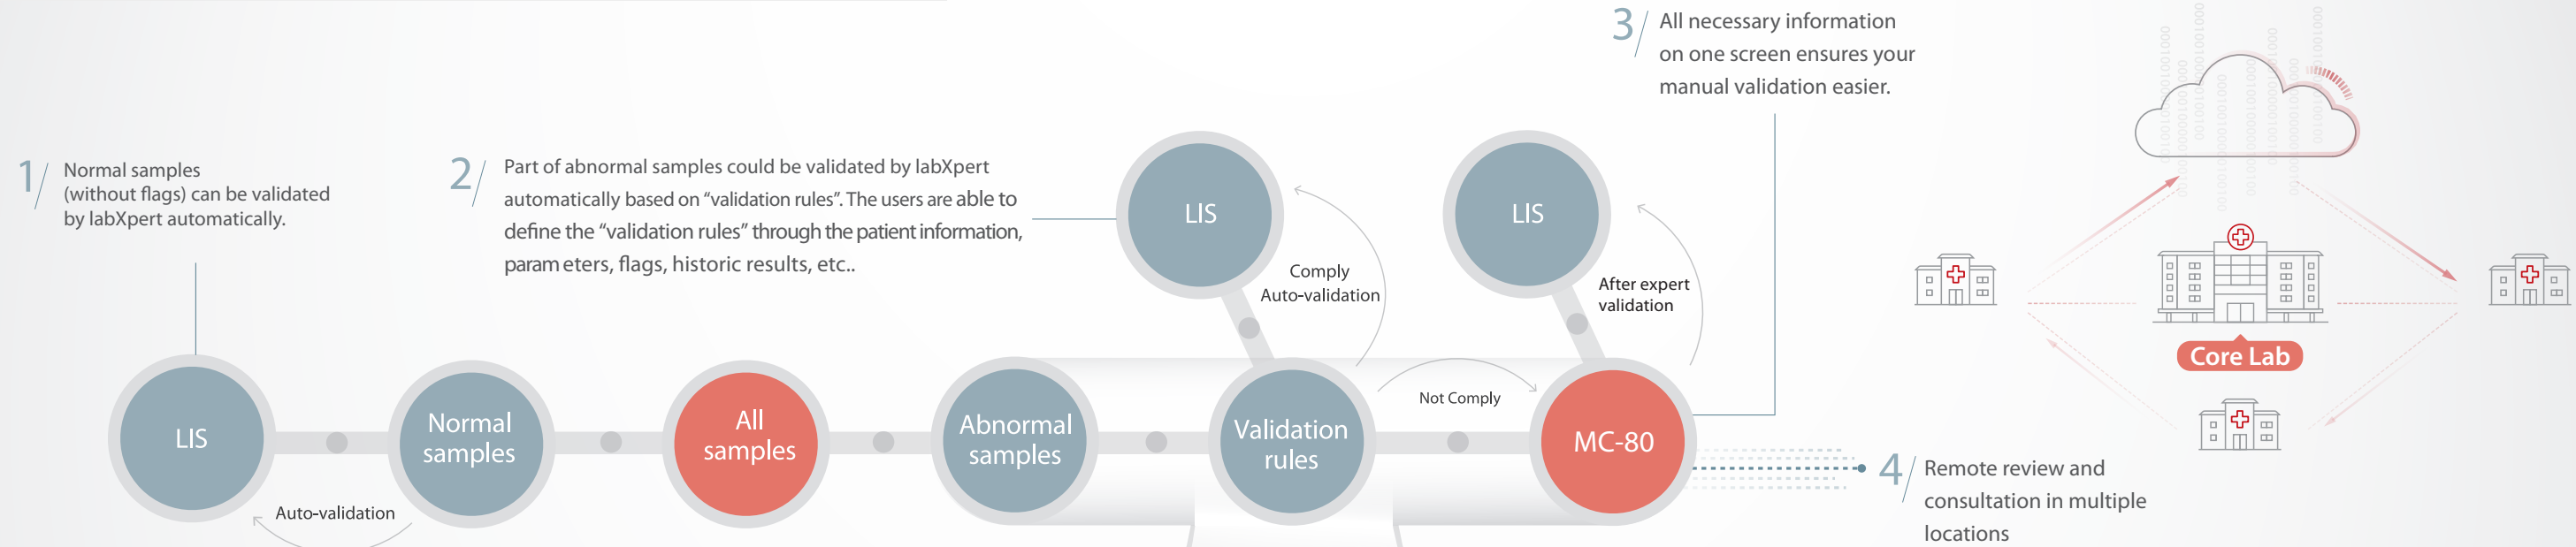 1
Normal samples
(without flags) can be validated
by labXpert automatically.
2
Part of abnormal samples could be validated by labXpert
automatically based on “validation rules”. The users are able to
define the “validation rules” through the patient information,
param eters, flags, historic results, etc..
3
All necessary information
on one screen ensures your
manual validation easier.
LIS
LIS
Comply
Auto-validation
After expert
validation
Not Comply
LIS
Normal
samples
All
samples
Abnormal
samples
Validation
rules
MC-80
Auto-validation
Core Lab
4
Remote review and
consultation in multiple
locations